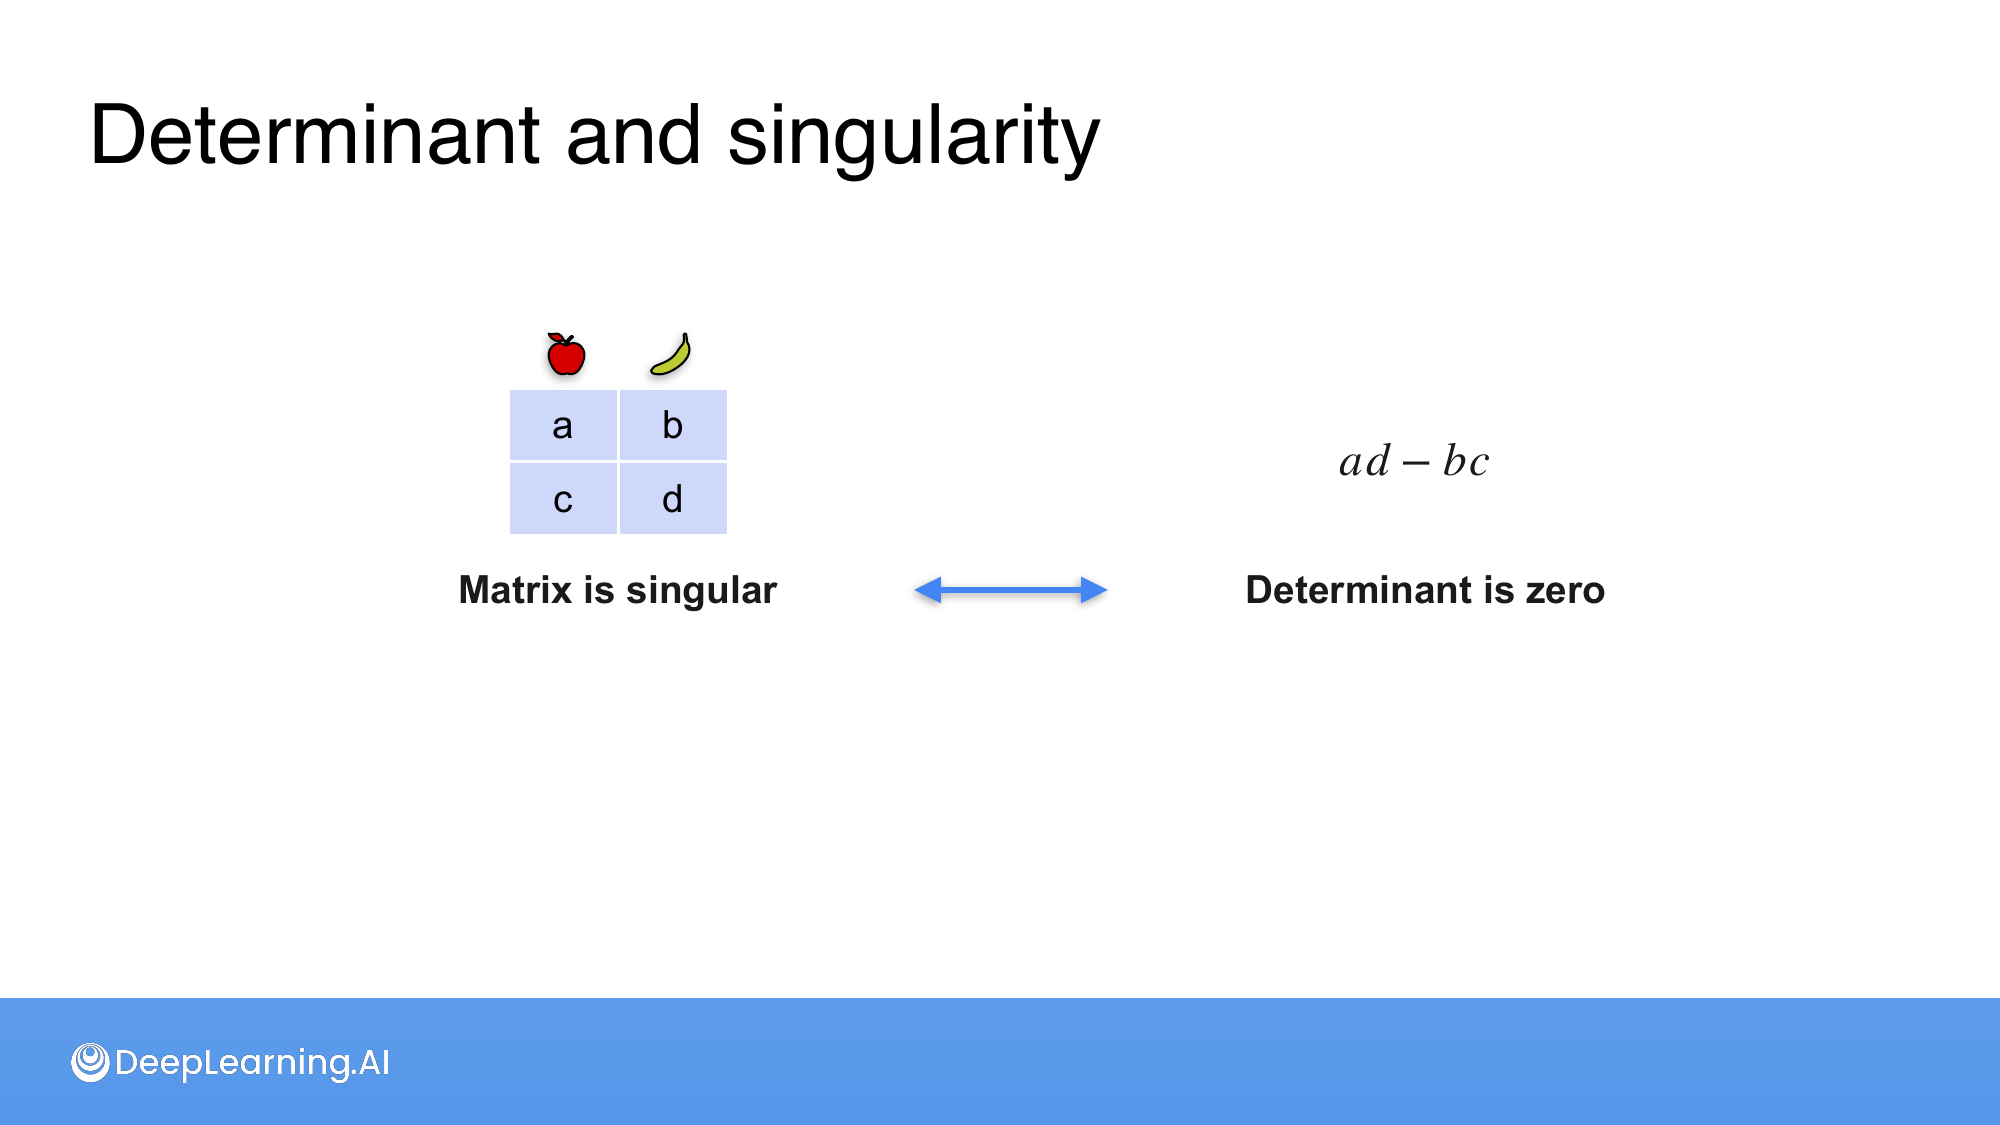 Determinant and singularity
a b
c d
ad − bc
Matrix is singular
Determinant is zero
DeepLearning.AI